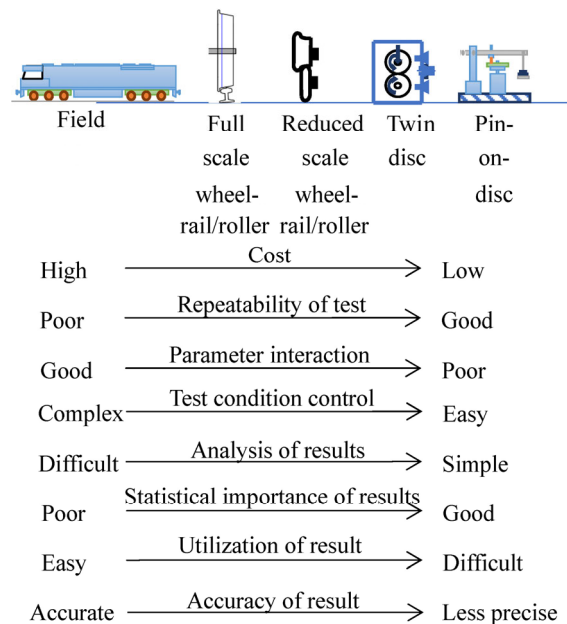 Field
Full
scale
wheel-
rail/roller
Reduced
scale
wheel-
rail/roller
Twin
disc
Pin-
on-
disc
High Cost Low
Poor Repeatability of test Good
Good Parameter interaction Poor
Complex Test condition control Easy
Difficult Analysis of results Simple
Poor Statistical importance of results Good
Easy Utilization of result Difficult
Accurate Accuracy of result Less precise